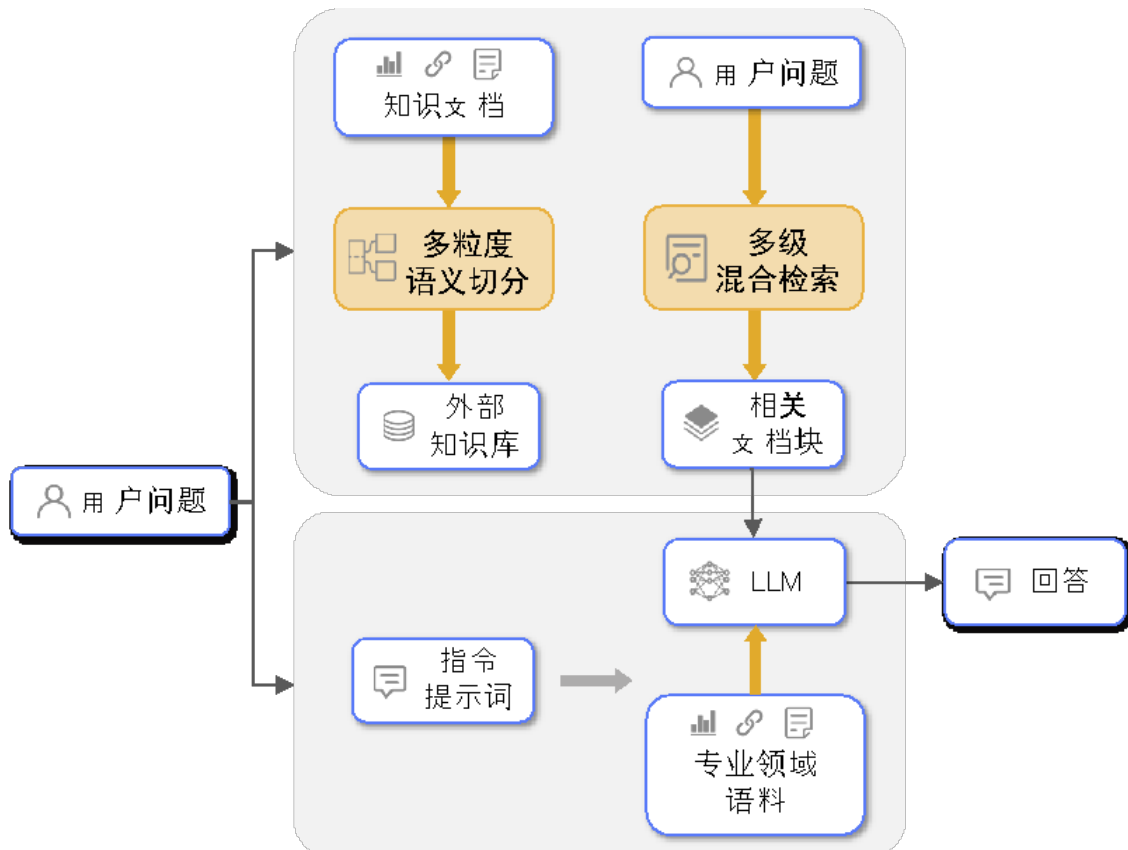 知识文档
用户问题
多粒度
语义切分
多级
混合检索
外部
知识库
相关
文档块
用户问题
LLM
回答
指令
提示词
专业领域
语料